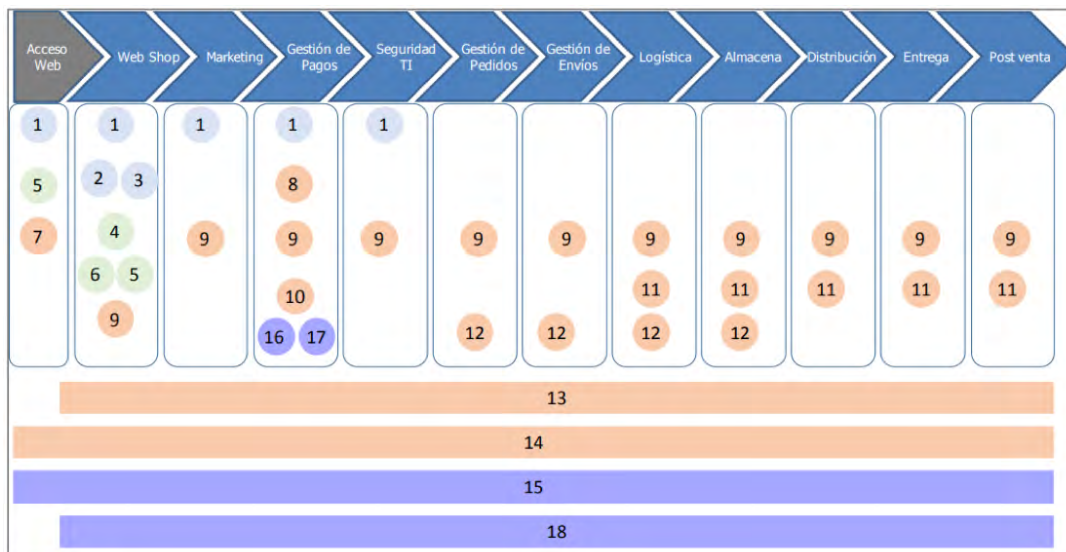 Acceso Web
Web Shop
Marketing
Gestión de Pagos
Seguridad TI
Gestión de Pedidos
Gestión de Envíos
Logística
Almacena
Distribución
Entrega
Post venta
1 1 1 1 1
2 3
5 8
4
7 9 9 9 9 9 9 9 9 9 9
6 5
10 11 11 11 11 11
9
16 17 12 12 12 12
13
14
15
18